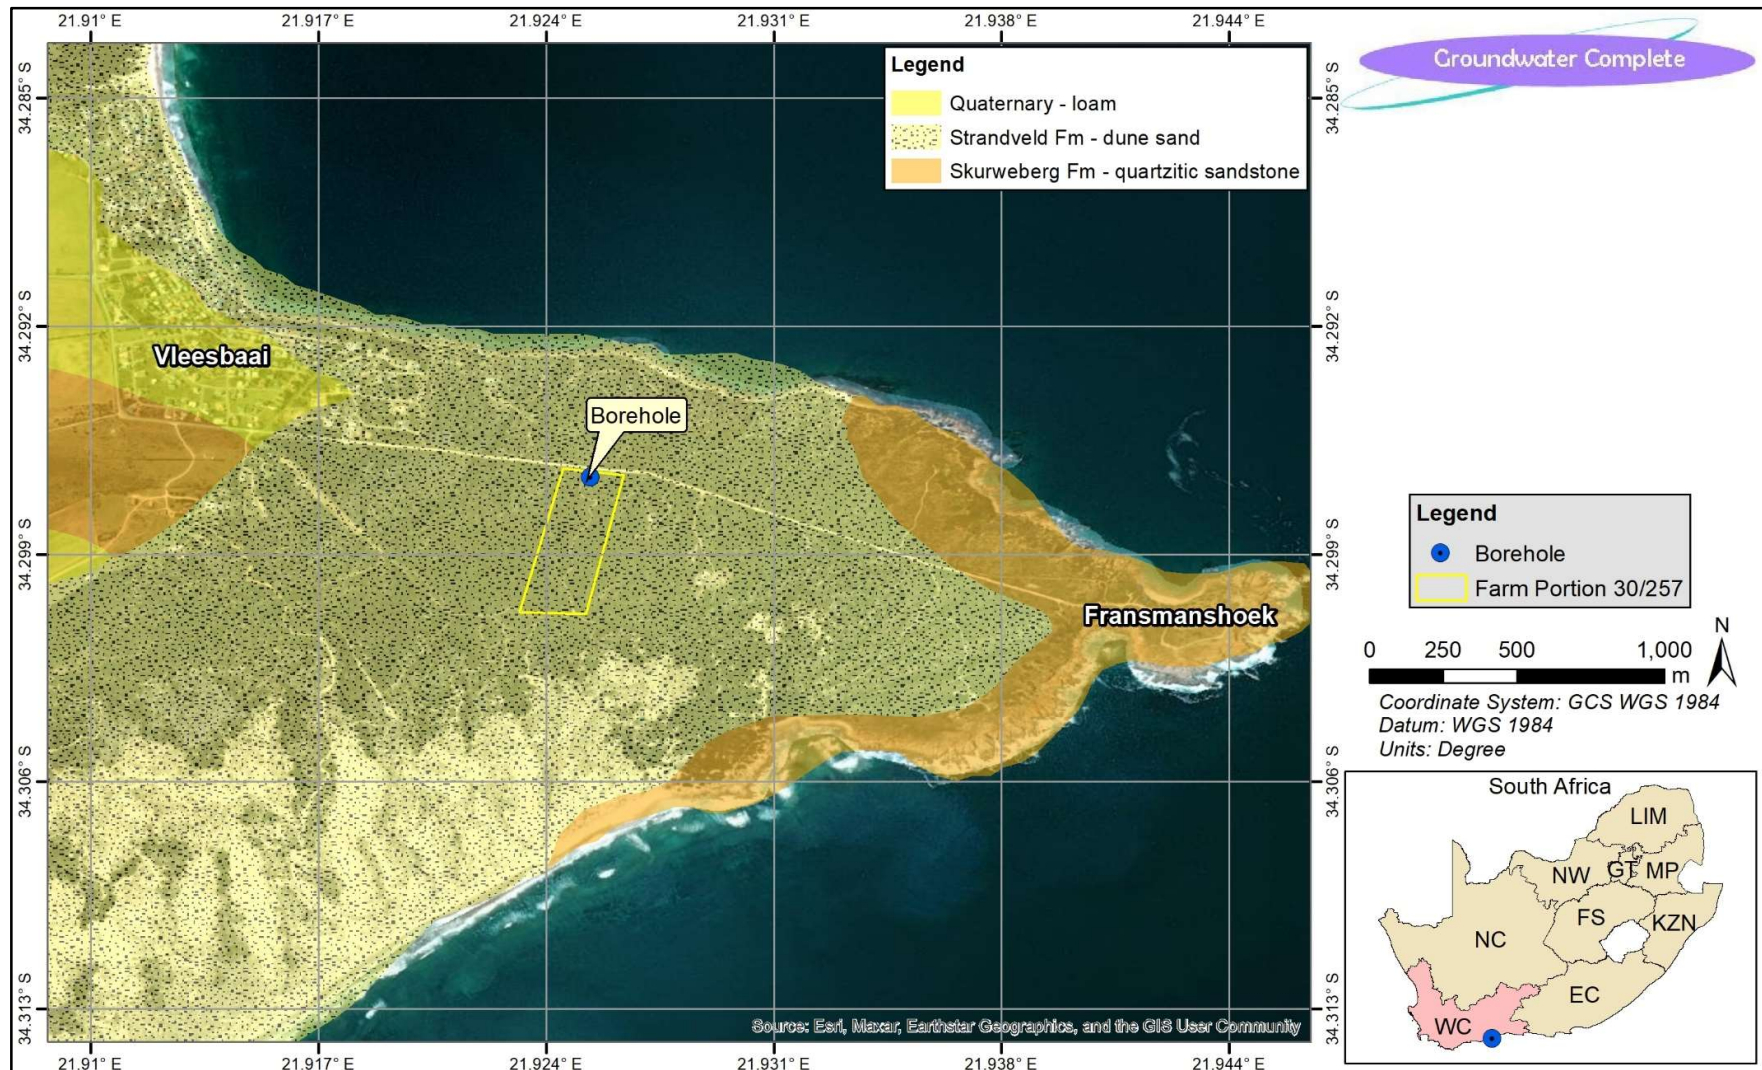 21.91° E
21.917° E
21.924° E
21.931° E
21.938° E
21.944° E
34.285° S
34.292° S
34.299° S
34.306° S
34.313° S
Legend
Quaternary - loam
Strandveld Fm - dune sand
Skurweberg Fm - quartzitic sandstone
Vleesbaai
Borehole
Fransmanshoek
Source: Esri, Maxar, Earthstar Geographics, and the GIS User Community
21.91° E
21.917° E
21.924° E
21.931° E
21.938° E
21.944° E
34.285° S
34.292° S
34.299° S
34.306° S
34.313° S
Groundwater Complete
Legend
Borehole
Farm Portion 30/257
N
0 250 500 1,000
m
Coordinate System: GCS WGS 1984
Datum: WGS 1984
Units: Degree
South Africa
LIM
NW
GT
MP
FS
KZN
NC
EC
WC